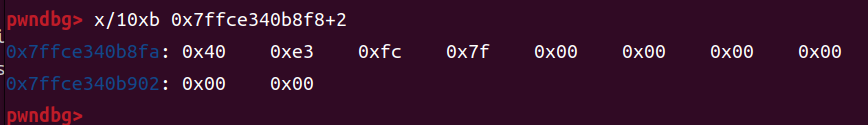 pwndbg> x/10xb 0x7ffce340b8f8+2
0x7ffce340b8fa: 0x40 0xe3 0xfc 0x7f 0x00 0x00 0x00 0x00
0x7ffce340b902: 0x00 0x00
pwndbg>